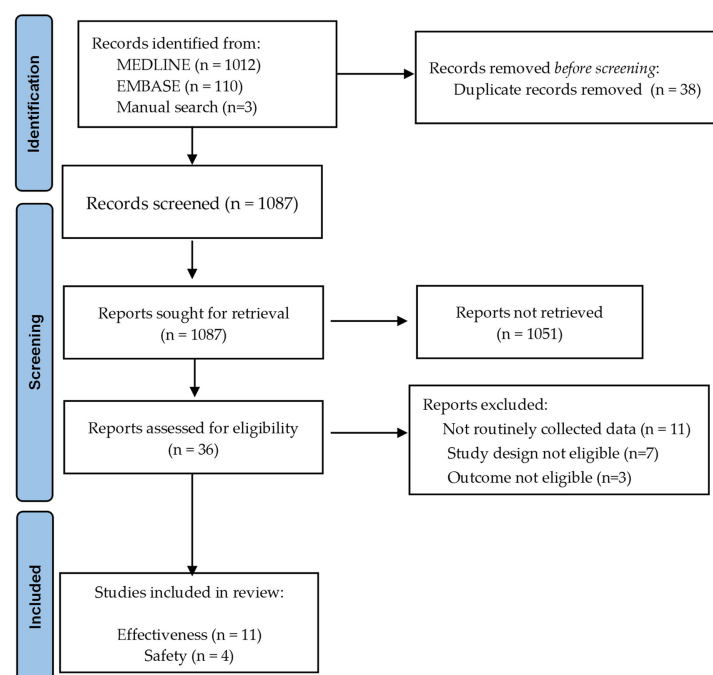 Identification
Records identified from:
MEDLINE (n = 1012)
EMBASE (n = 110)
Manual search (n=3)
Records removed before screening:
Duplicate records removed (n = 38)
Screening
Records screened (n = 1087)
Reports sought for retrieval
(n = 1087)
Reports not retrieved
(n = 1051)
Reports assessed for eligibility
(n = 36)
Reports excluded:
Not routinely collected data (n = 11)
Study design not eligible (n=7)
Outcome not eligible (n=3)
Included
Studies included in review:
Effectiveness (n = 11)
Safety (n = 4)